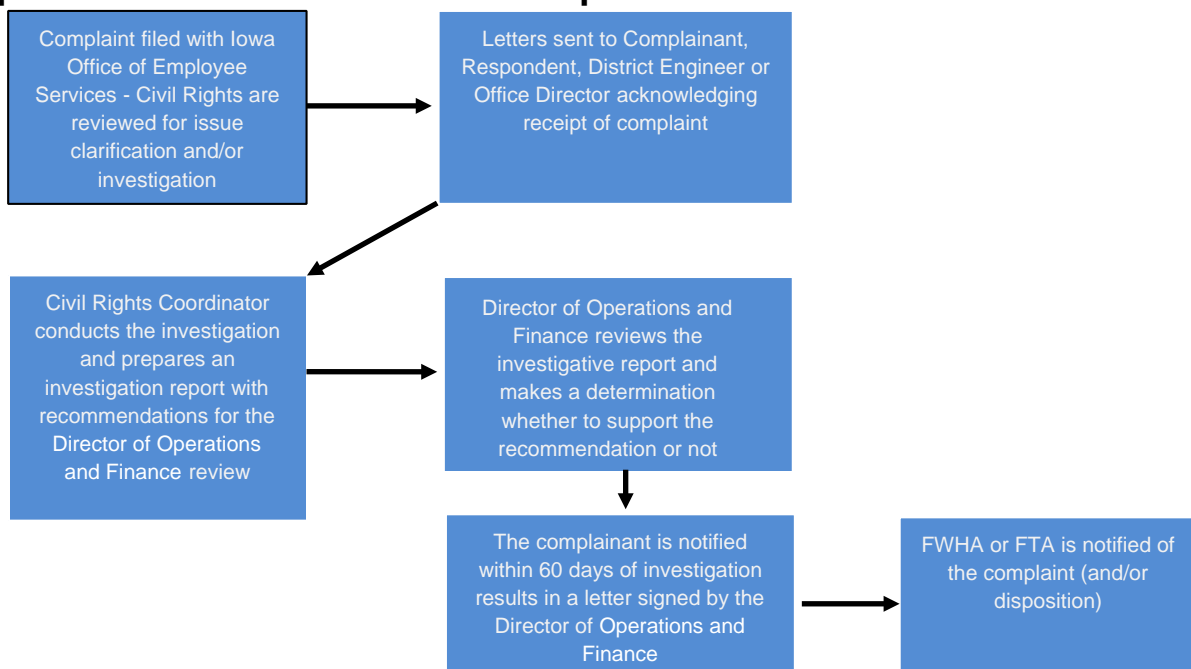 Complaint filed with Iowa
Office of Employee
Services - Civil Rights are
reviewed for issue
clarification and/or
investigation
Letters sent to Complainant,
Respondent, District Engineer or
Office Director acknowledging
receipt of complaint
Civil Rights Coordinator
conducts the investigation
and prepares an
investigation report with
recommendations for the
Director of Operations
and Finance review
Director of Operations and
Finance reviews the
investigative report and
makes a determination
whether to support the
recommendation or not
The complainant is notified
within 60 days of investigation
results in a letter signed by the
Director of Operations and
Finance
FWHA or FTA is notified of
the complaint (and/or
disposition)